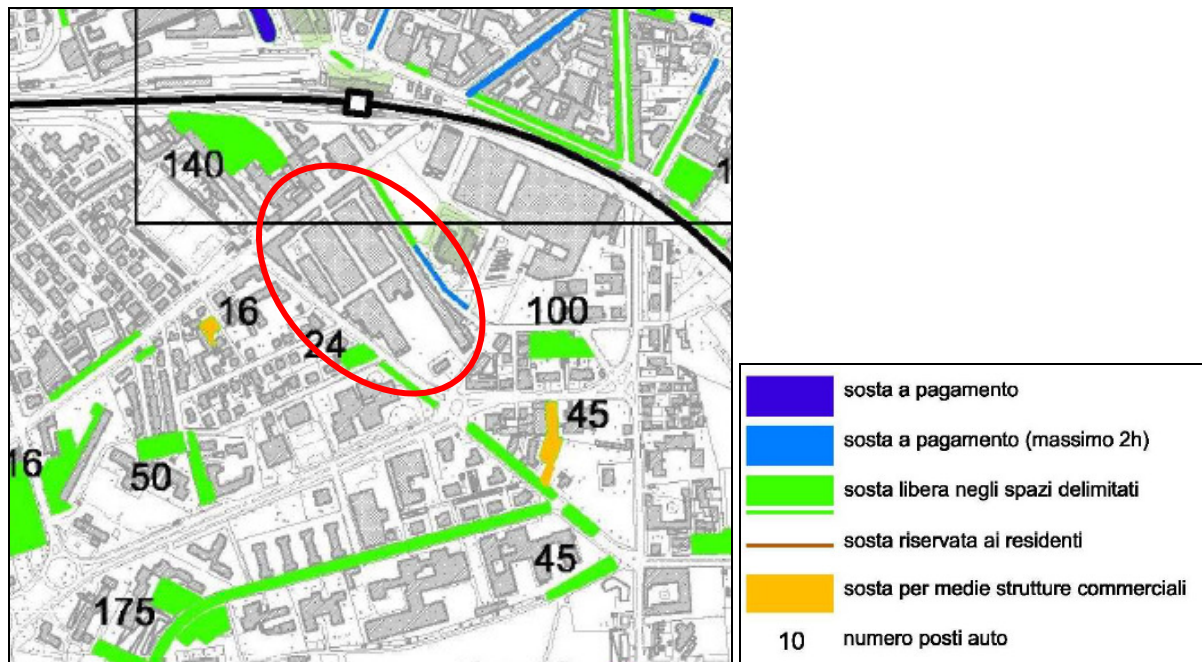 140
16
24
100
45
16
50
45
175
1
sosta a pagamento
sosta a pagamento (massimo 2h)
sosta libera negli spazi delimitati
sosta riservata ai residenti
sosta per medie strutture commerciali
10 numero posti auto